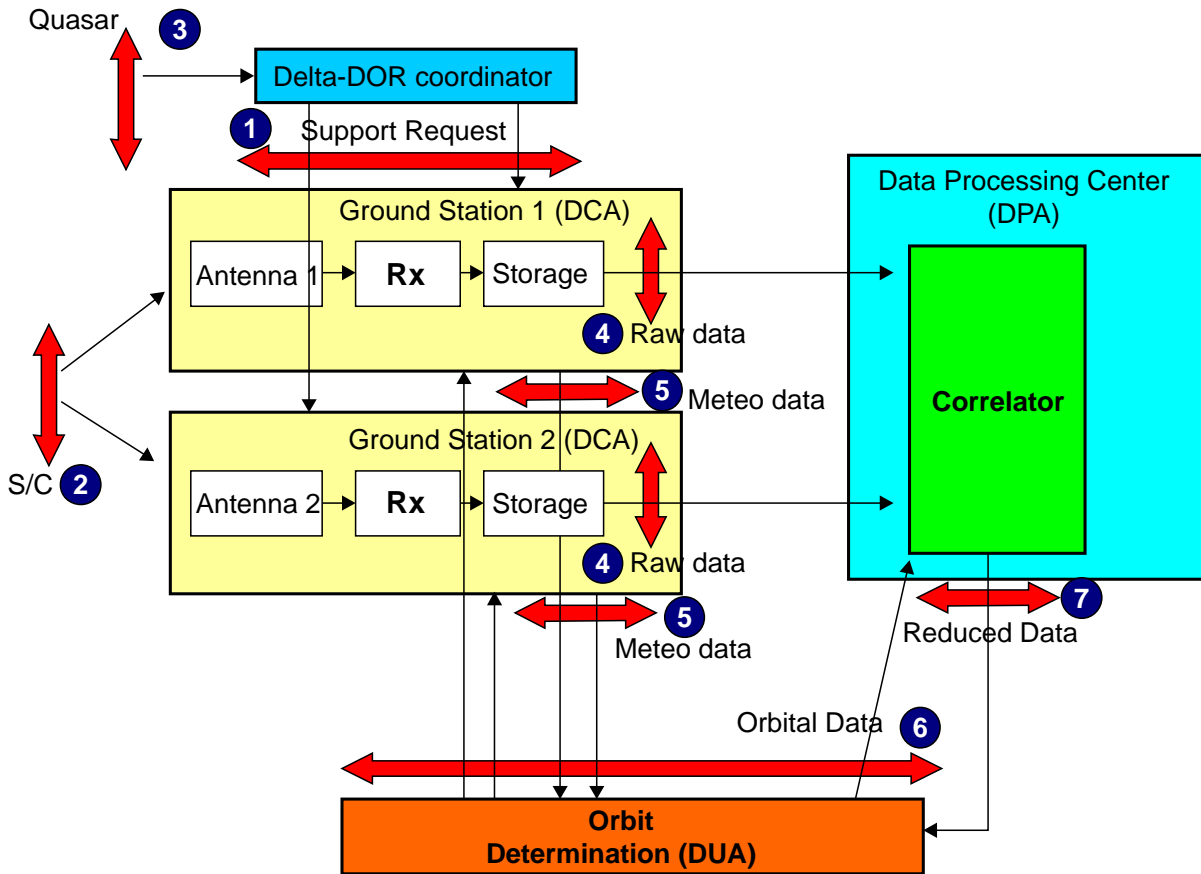 Quasar
3
Delta-DOR coordinator
1
Support Request
Data Processing Center
(DPA)
Ground Station 1 (DCA)
Antenna 1
Rx
Storage
4
Raw data
5
Meteo data
Correlator
Ground Station 2 (DCA)
S/C
2
Antenna 2
Rx
Storage
4
Raw data
5
Meteo data
7
Reduced Data
Orbital Data
6
Orbit
Determination (DUA)